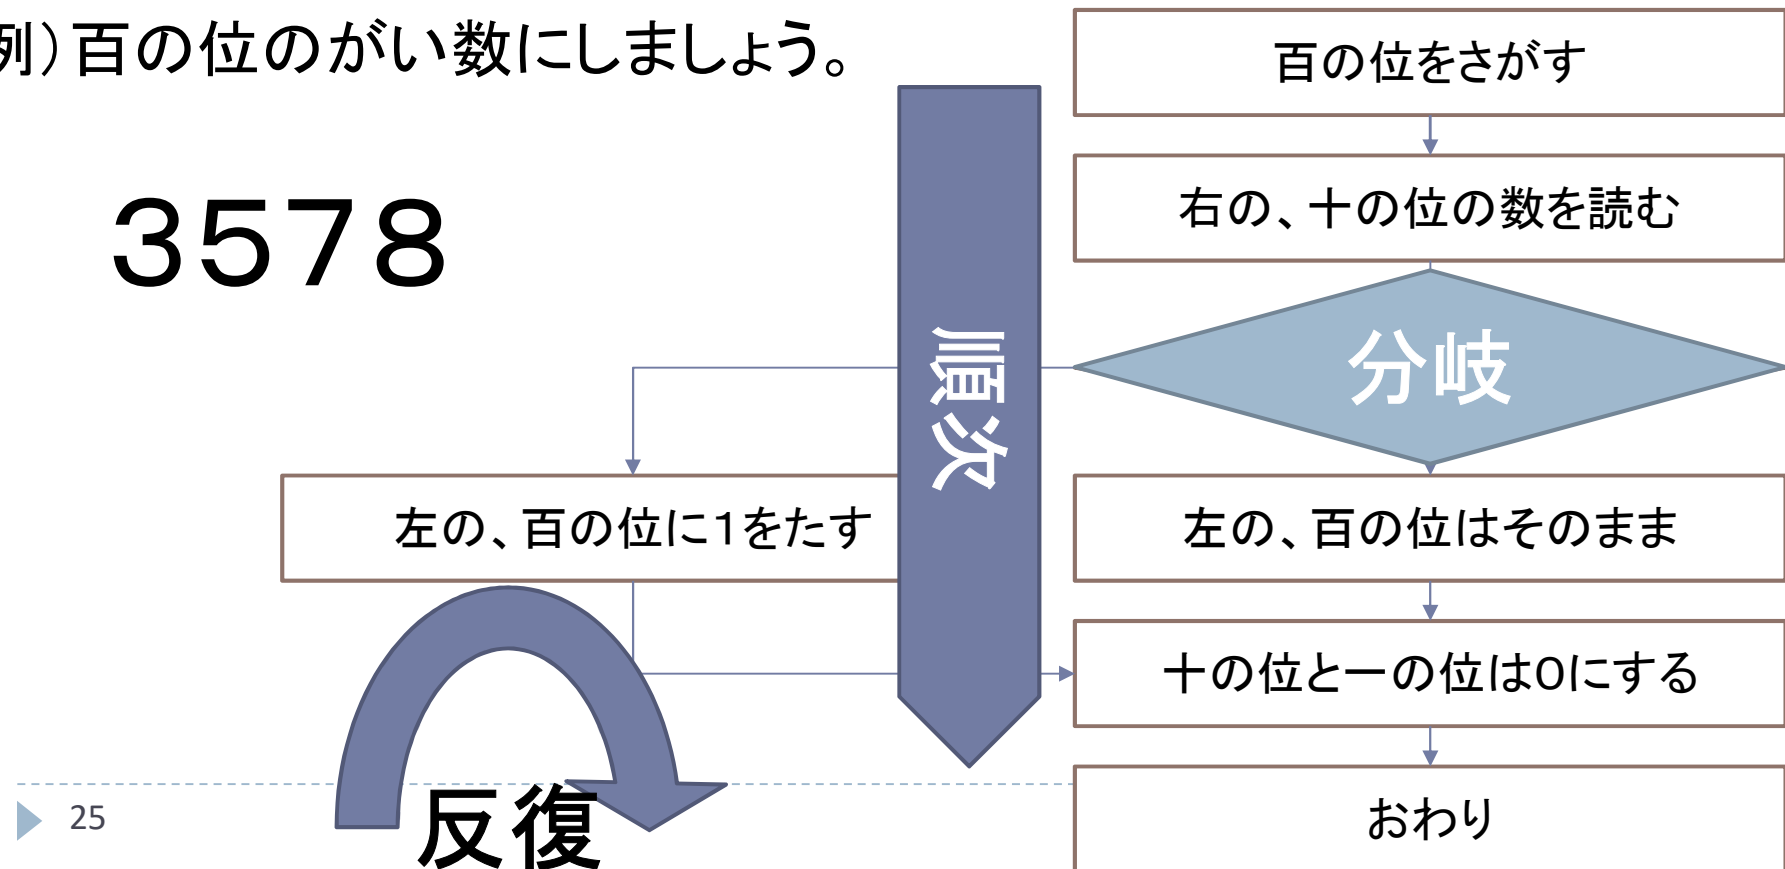 例）百の位のがい数にしましょう。
３５７８
百の位をさがす
右の、十の位の数を読む
分岐
順次
左の、百の位に１をたす
左の、百の位はそのまま
十の位と一の位は０にする
反復
おわり
25